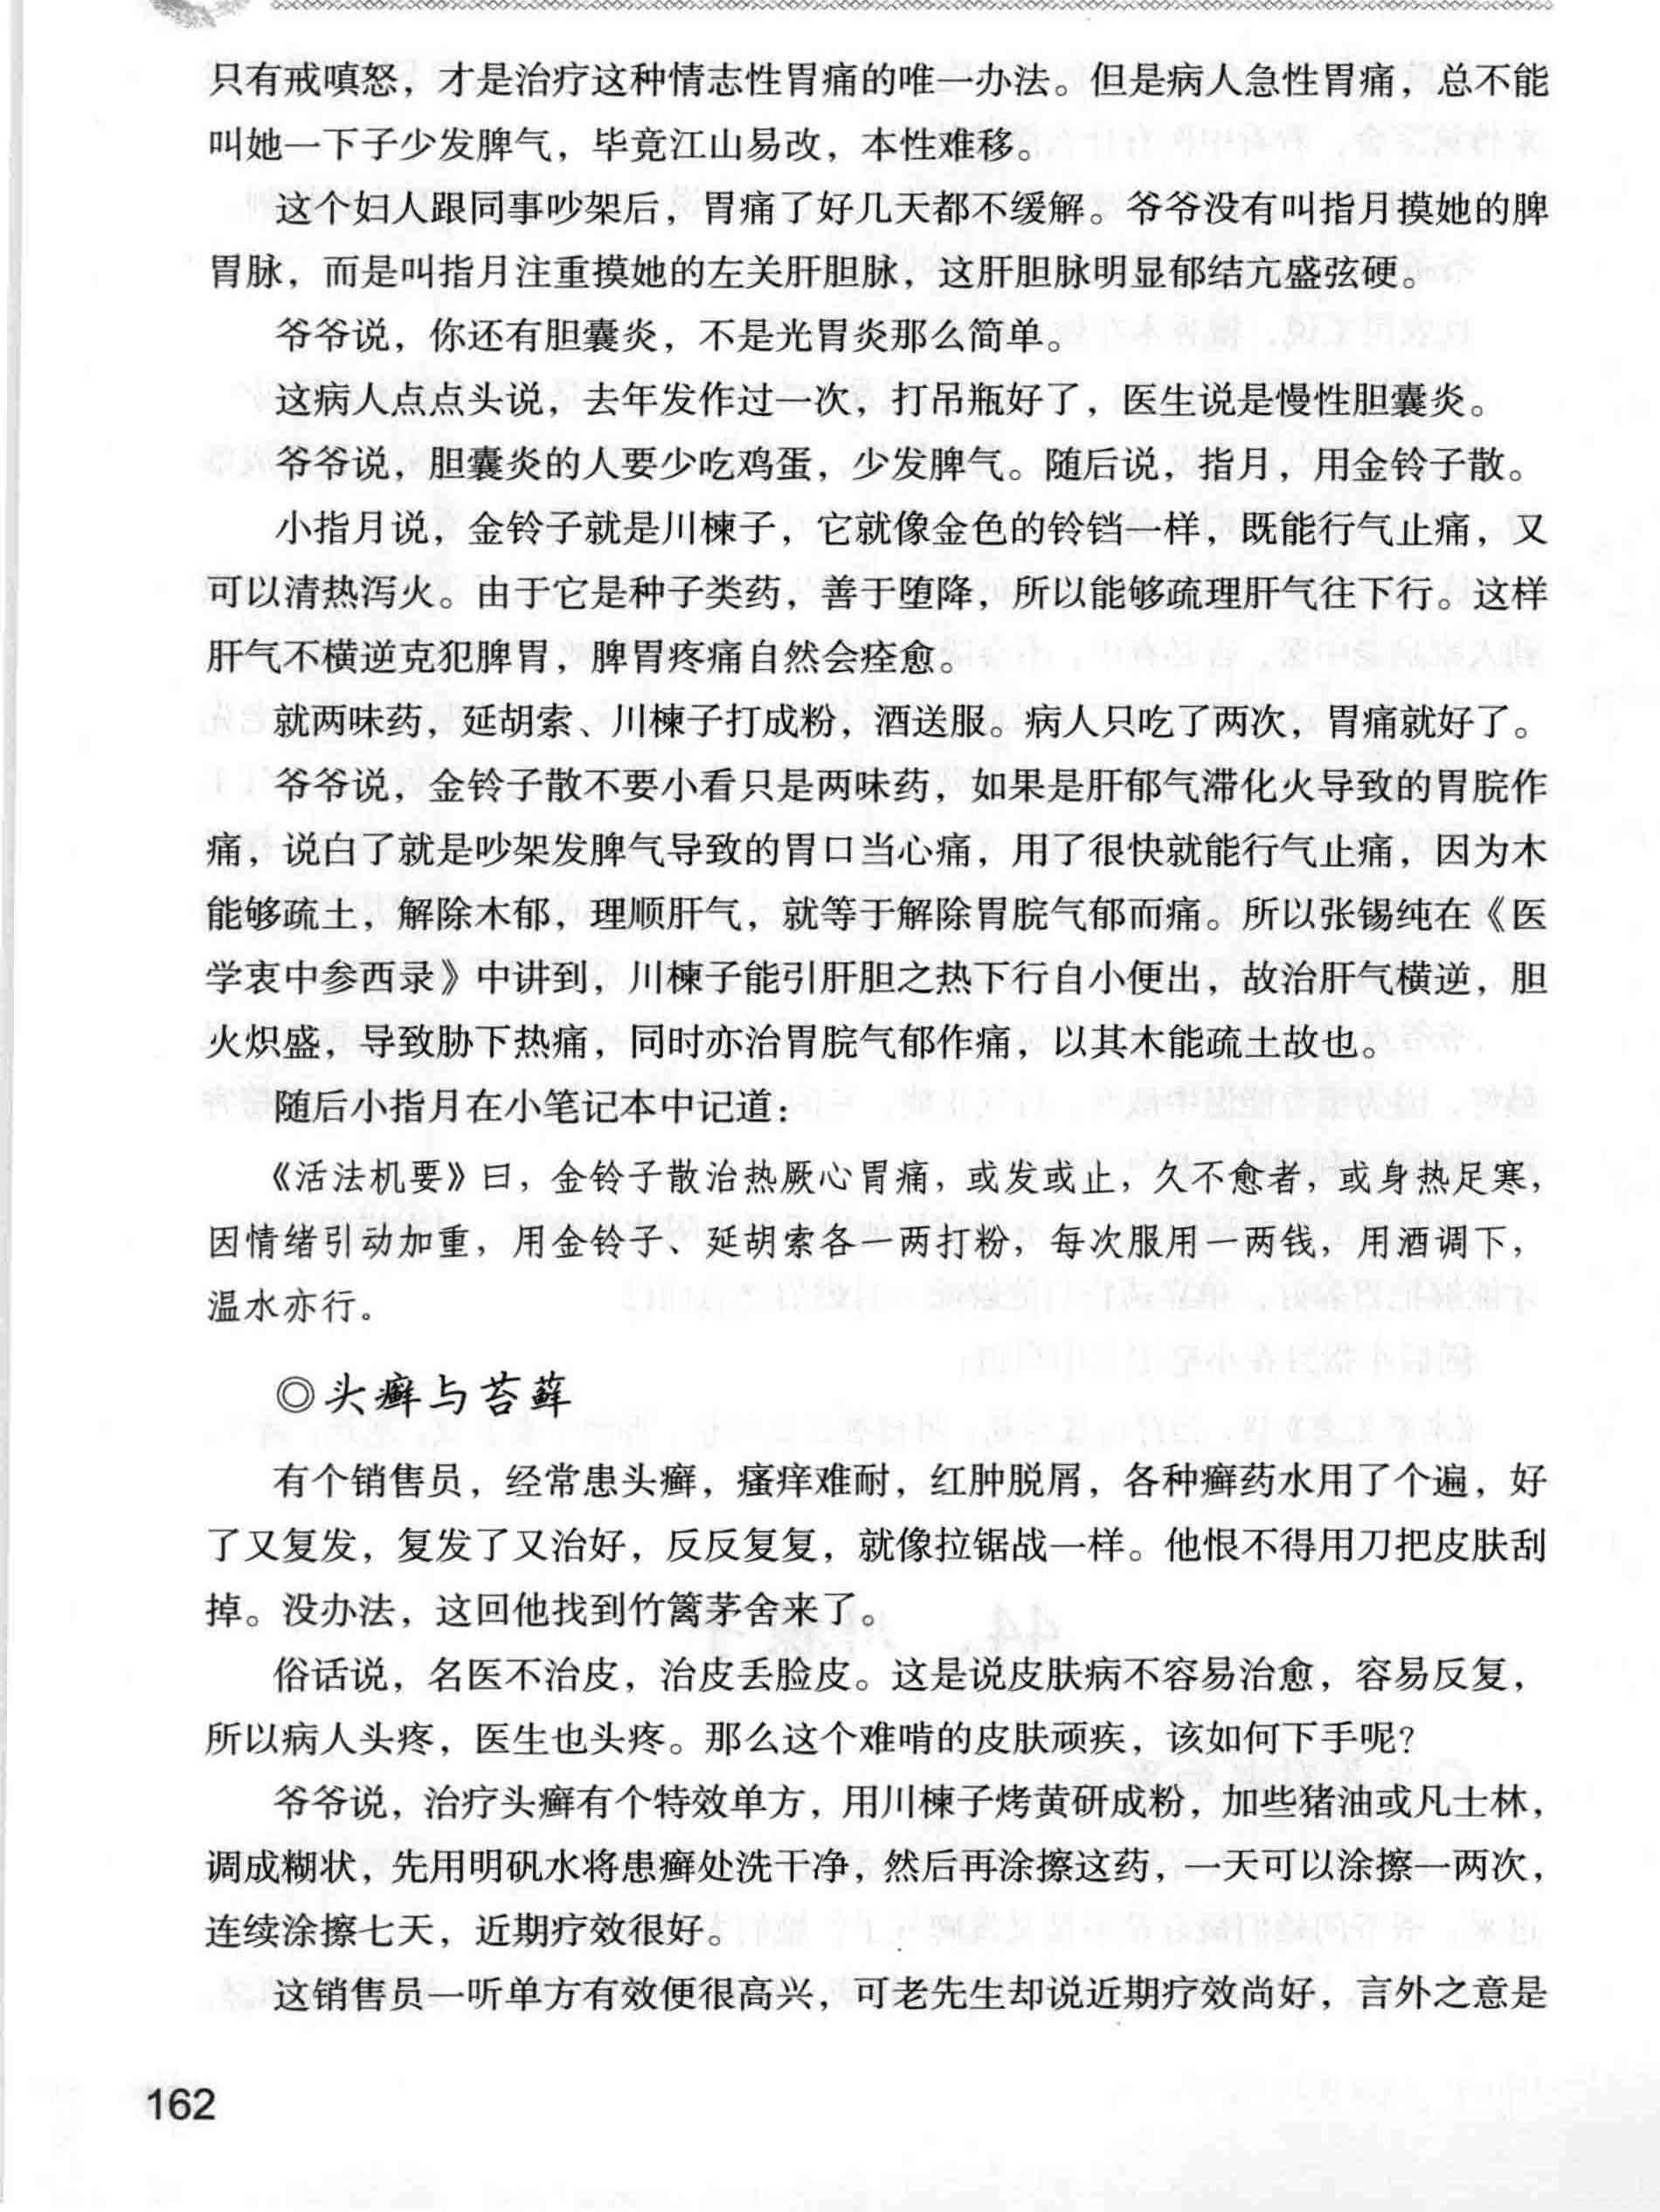 只有戒嗔怒，才是治疗这种情志性胃痛的唯一办法。但是病人急性胃痛，总不能
叫她一下子少发脾气，毕竟江山易改，本性难移。
这个妇人跟同事吵架后，胃痛了好几天都不缓解。爷爷没有叫指月摸她的脾
胃脉，而是叫指月注重摸她的左关肝胆脉，这肝胆脉明显郁结亢盛弦硬。
爷爷说，你还有胆囊炎，不是光胃炎那么简单。
这病人点点头说，去年发作过一次，打吊瓶好了，医生说是慢性胆囊炎。
爷爷说，胆囊炎的人要少吃鸡蛋，少发脾气。随后说，指月，用金铃子散。
小指月说，金铃子就是川楝子，它就像金色的铃铛一样，既能行气止痛，又
可以清热泻火。由于它是种子类药，善于堕降，所以能够疏理肝气往下行。这样
肝气不横逆克犯脾胃，脾胃疼痛自然会痊愈。
就两味药，延胡索、川楝子打成粉，酒送服。病人只吃了两次，胃痛就好了。
爷爷说，金铃子散不要小看只是两味药，如果是肝郁气滞化火导致的胃脘作
痛，说白了就是吵架发脾气导致的胃口当心痛，用了很快就能行气止痛，因为木
能够疏土，解除木郁，理顺肝气，就等于解除胃脘气郁而痛。所以张锡纯在《医
学衷中参西录》中讲到，川楝子能引肝胆之热下行自小便出，故治肝气横逆，胆
火炽盛，导致胁下热痛，同时亦治胃脘气郁作痛，以其木能疏土故也。
随后小指月在小笔记本中记道：
《活法机要》曰，金铃子散治热厥心胃痛，或发或止，久不愈者，或身热足寒，
因情绪引动加重，用金铃子、延胡索各一两打粉，每次服用一两钱，用酒调下，
温水亦行。
◎头癣与苔藓
有个销售员，经常患头癣，瘙痒难耐，红肿脱屑，各种癣药水用了个遍，好
了又复发，复发了又治好，反反复复，就像拉锯战一样。他恨不得用刀把皮肤刮
掉。没办法，这回他找到竹篱茅舍来了。
俗话说，名医不治皮，治皮丢脸皮。这是说皮肤病不容易治愈，容易反复，
所以病人头疼，医生也头疼。那么这个难啃的皮肤顽疾，该如何下手呢？
爷爷说，治疗头癣有个特效单方，用川楝子烤黄研成粉，加些猪油或凡士林，
调成糊状，先用明矾水将患癣处洗干净，然后再涂擦这药，一天可以涂擦一两次，
连续涂擦七天，近期疗效很好。
这销售员一听单方有效便很高兴，可老先生却说近期疗效尚好，言外之意是
162